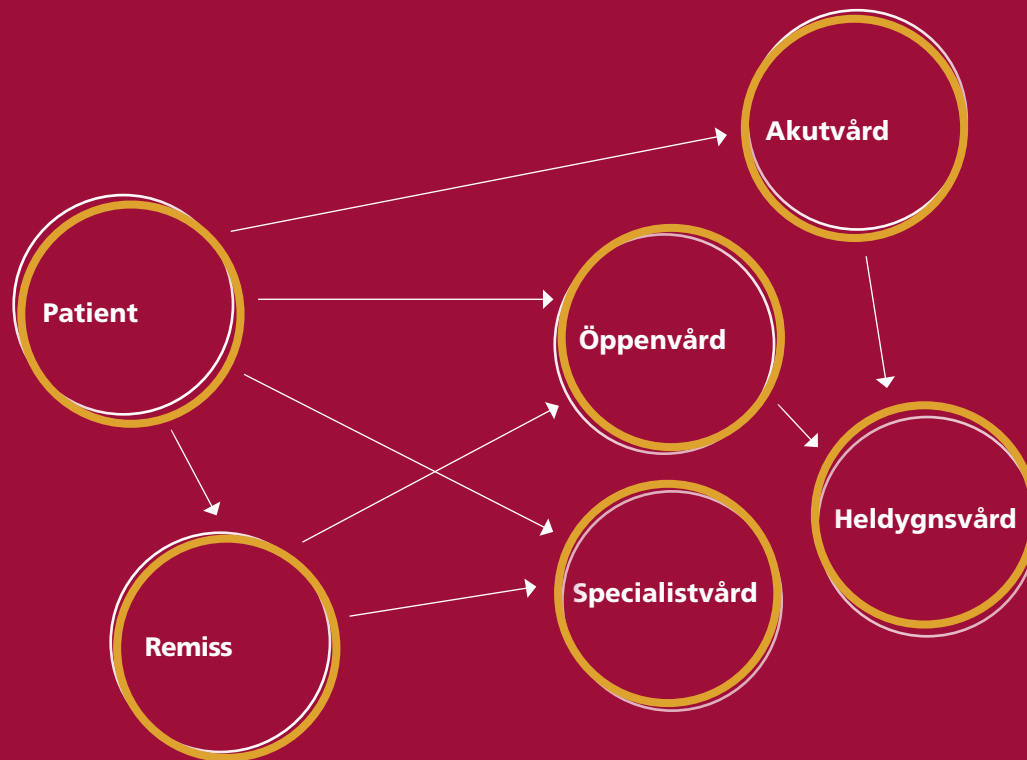 Akutvård
Patient
Öppenvård
Heldygnsvård
Specialistvård
Remiss